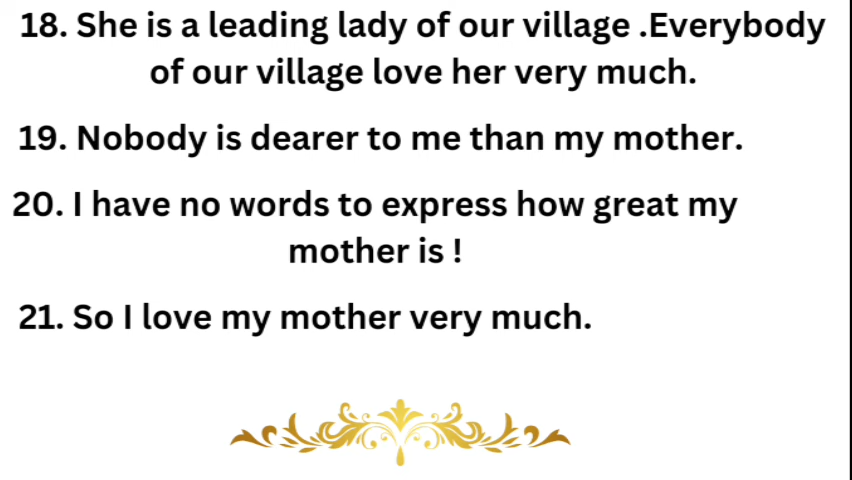 18. She is a leading lady of our village .Everybody
of our village love her very much.
19. Nobody is dearer to me than my mother.
20. I have no words to express how great my
mother is !
21. So I love my mother very much.